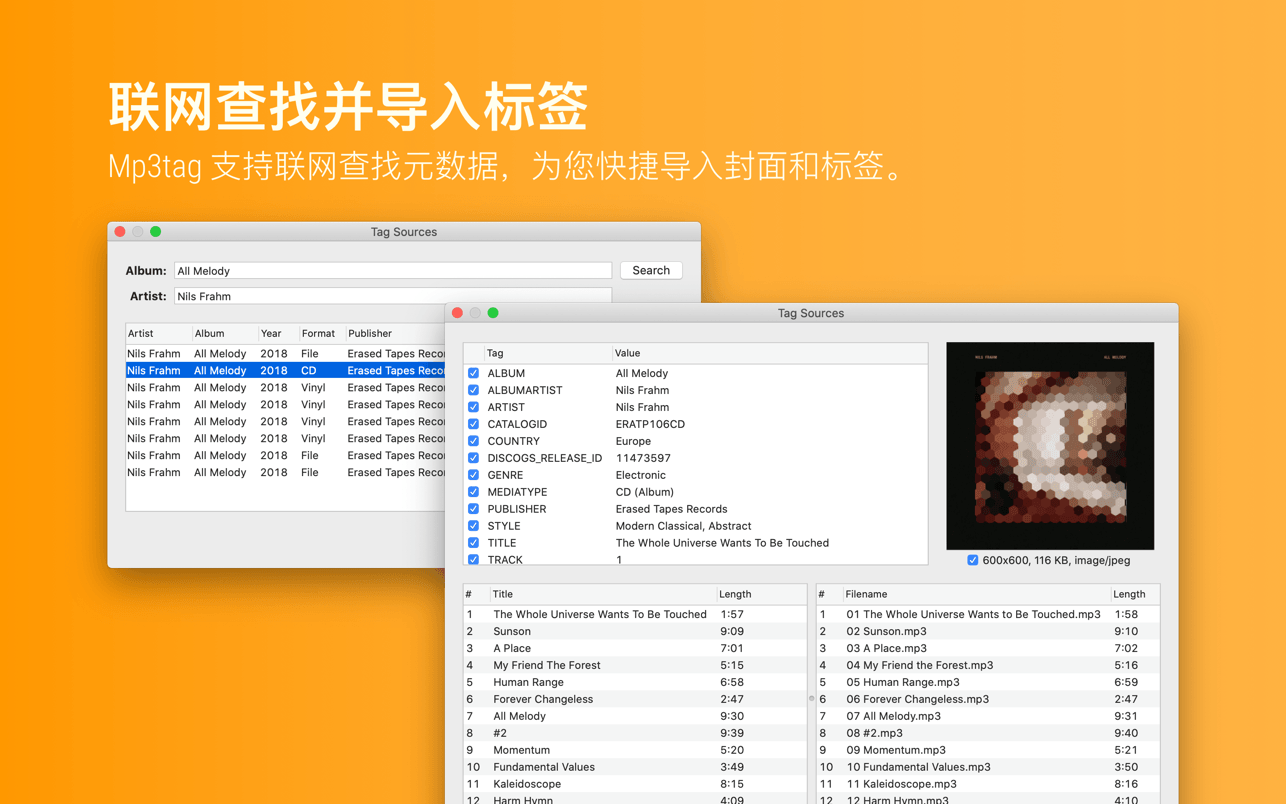 联网查找并导入标签
Mp3tag 支持联网查找元数据，为您快捷导入封面和标签。
Tag Sources
Album: All Melody Search
Artist: Nils Frahm
Artist Album Year Format Publisher
Nils Frahm All Melody 2018 File Erased Tapes
Nils Frahm All Melody 2018 CD Erased Tapes
Nils Frahm All Melody 2018 Vinyl Erased Tapes
Nils Frahm All Melody 2018 Vinyl Erased Tapes
Nils Frahm All Melody 2018 Vinyl Erased Tapes
Nils Frahm All Melody 2018 Vinyl Erased Tapes
Nils Frahm All Melody 2018 File Erased Tapes
Nils Frahm All Melody 2018 File Erased Tapes
Tag Sources
Tag Value
ALBUM All Melody
ALBUMARTIST Nils Frahm
ARTIST Nils Frahm
CATALOGID ERATP106CD
COUNTRY Europe
DISCOGS_RELEASE_ID 11473597
GENRE Electronic
MEDIATYPE CD (Album)
PUBLISHER Erased Tapes Records
STYLE Modern Classical, Abstract
TITLE The Whole Universe Wants To Be Touched
TRACK 1
NILS FRAHM ALL MELODY
600x600, 116 KB, image/jpeg
# Title Length
1 The Whole Universe Wants To Be Touched 1:57
2 Sunson 9:09
3 A Place 7:01
4 My Friend The Forest 5:15
5 Human Range 6:58
6 Forever Changeless 2:47
7 All Melody 9:30
8 #2 9:39
9 Momentum 5:20
10 Fundamental Values 3:49
11 Kaleidoscope 8:15
12 Harm Hymn 4:09
# Filename Length
1 01 The Whole Universe Wants to Be Touched.mp3 1:58
2 02 Sunson.mp3 9:10
3 03 A Place.mp3 7:02
4 04 My Friend the Forest.mp3 5:16
5 05 Human Range.mp3 6:59
6 06 Forever Changeless.mp3 2:47
7 07 All Melody.mp3 9:31
8 08 #2.mp3 9:40
9 09 Momentum.mp3 5:21
10 10 Fundamental Values.mp3 3:50
11 11 Kaleidoscope.mp3 8:16
12 12 Harm Hymn.mp3 4:10